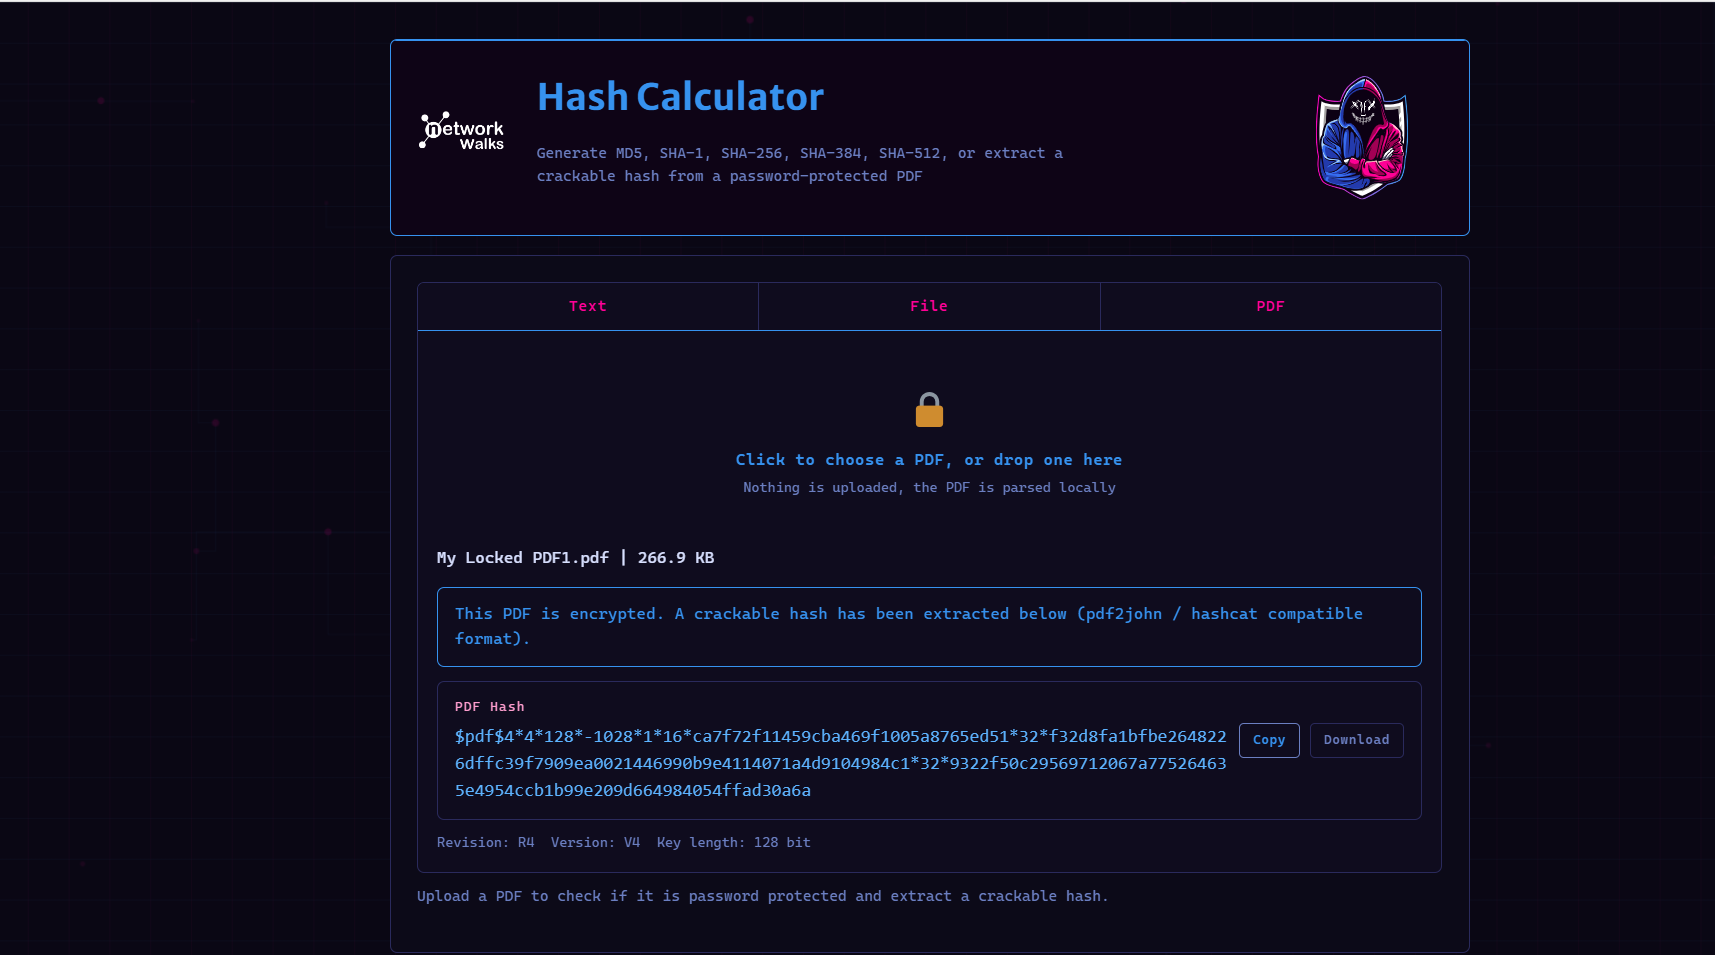 network
Walks
Hash Calculator
Generate MD5, SHA-1, SHA-256, SHA-384, SHA-512, or extract a
crackable hash from a password-protected PDF
Text
File
PDF
Click to choose a PDF, or drop one here
Nothing is uploaded, the PDF is parsed locally
My Locked PDF1.pdf | 266.9 KB
This PDF is encrypted. A crackable hash has been extracted below (pdf2john / hashcat compatible
format).
PDF Hash
$pdf$4*4*128*-1028*1*16*ca7f72f11459cba469f1005a8765ed51*32*f32d8fa1bfbe264822
6dffc39f7909ea0021446990b9e4114071a4d9104984c1*32*9322f50c29569712067a77526463
5e4954ccb1b99e209d664984054ffad30a6a
Copy
Download
Revision: R4 Version: V4 Key length: 128 bit
Upload a PDF to check if it is password protected and extract a crackable hash.